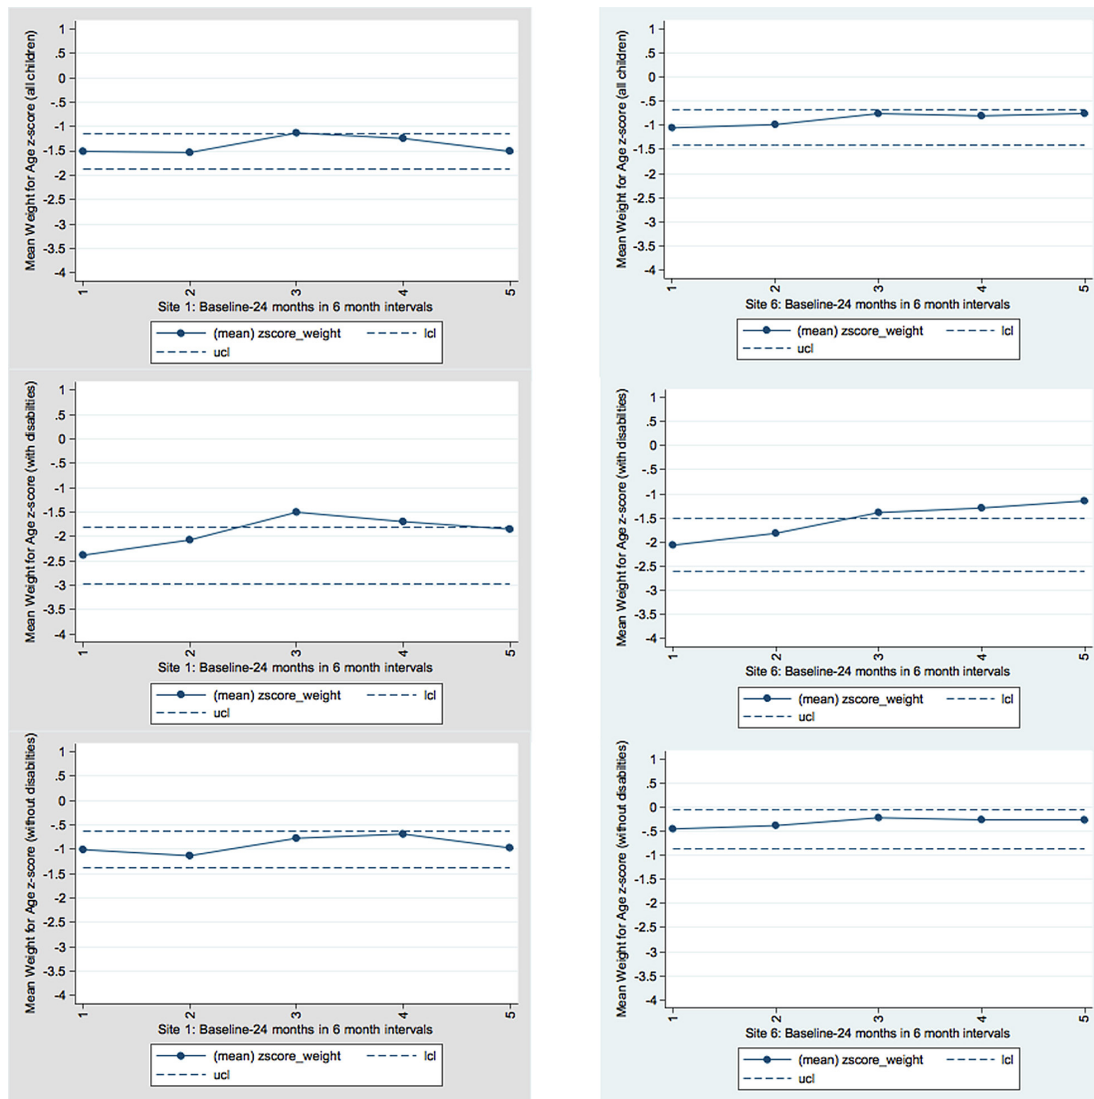 Mean Weight for Age z-score (all children)
1
.5
0
-.5
-1
-1.5
-2
-2.5
-3
-3.5
-4
1 2 3 4 5
Site 1: Baseline-24 months in 6 month intervals
(mean) zscore_weight lcl
ucl
Mean Weight for Age z-score (all children)
1
.5
0
-.5
-1
-1.5
-2
-2.5
-3
-3.5
-4
1 2 3 4 5
Site 6: Baseline-24 months in 6 month intervals
(mean) zscore_weight lcl
ucl
Mean Weight for Age z-score (with disabilties)
1
.5
0
-.5
-1
-1.5
-2
-2.5
-3
-3.5
-4
1 2 3 4 5
Site 1: Baseline-24 months in 6 month intervals
(mean) zscore_weight lcl
ucl
Mean Weight for Age z-score (with disabilties)
1
.5
0
-.5
-1
-1.5
-2
-2.5
-3
-3.5
-4
1 2 3 4 5
Site 6: Baseline-24 months in 6 month intervals
(mean) zscore_weight lcl
ucl
Mean Weight for Age z-score (without disabilties)
1
.5
0
-.5
-1
-1.5
-2
-2.5
-3
-3.5
-4
1 2 3 4 5
Site 1: Baseline-24 months in 6 month intervals
(mean) zscore_weight lcl
ucl
Mean Weight for Age z-score (without disabilties)
1
.5
0
-.5
-1
-1.5
-2
-2.5
-3
-3.5
-4
1 2 3 4 5
Site 6: Baseline-24 months in 6 month intervals
(mean) zscore_weight lcl
ucl